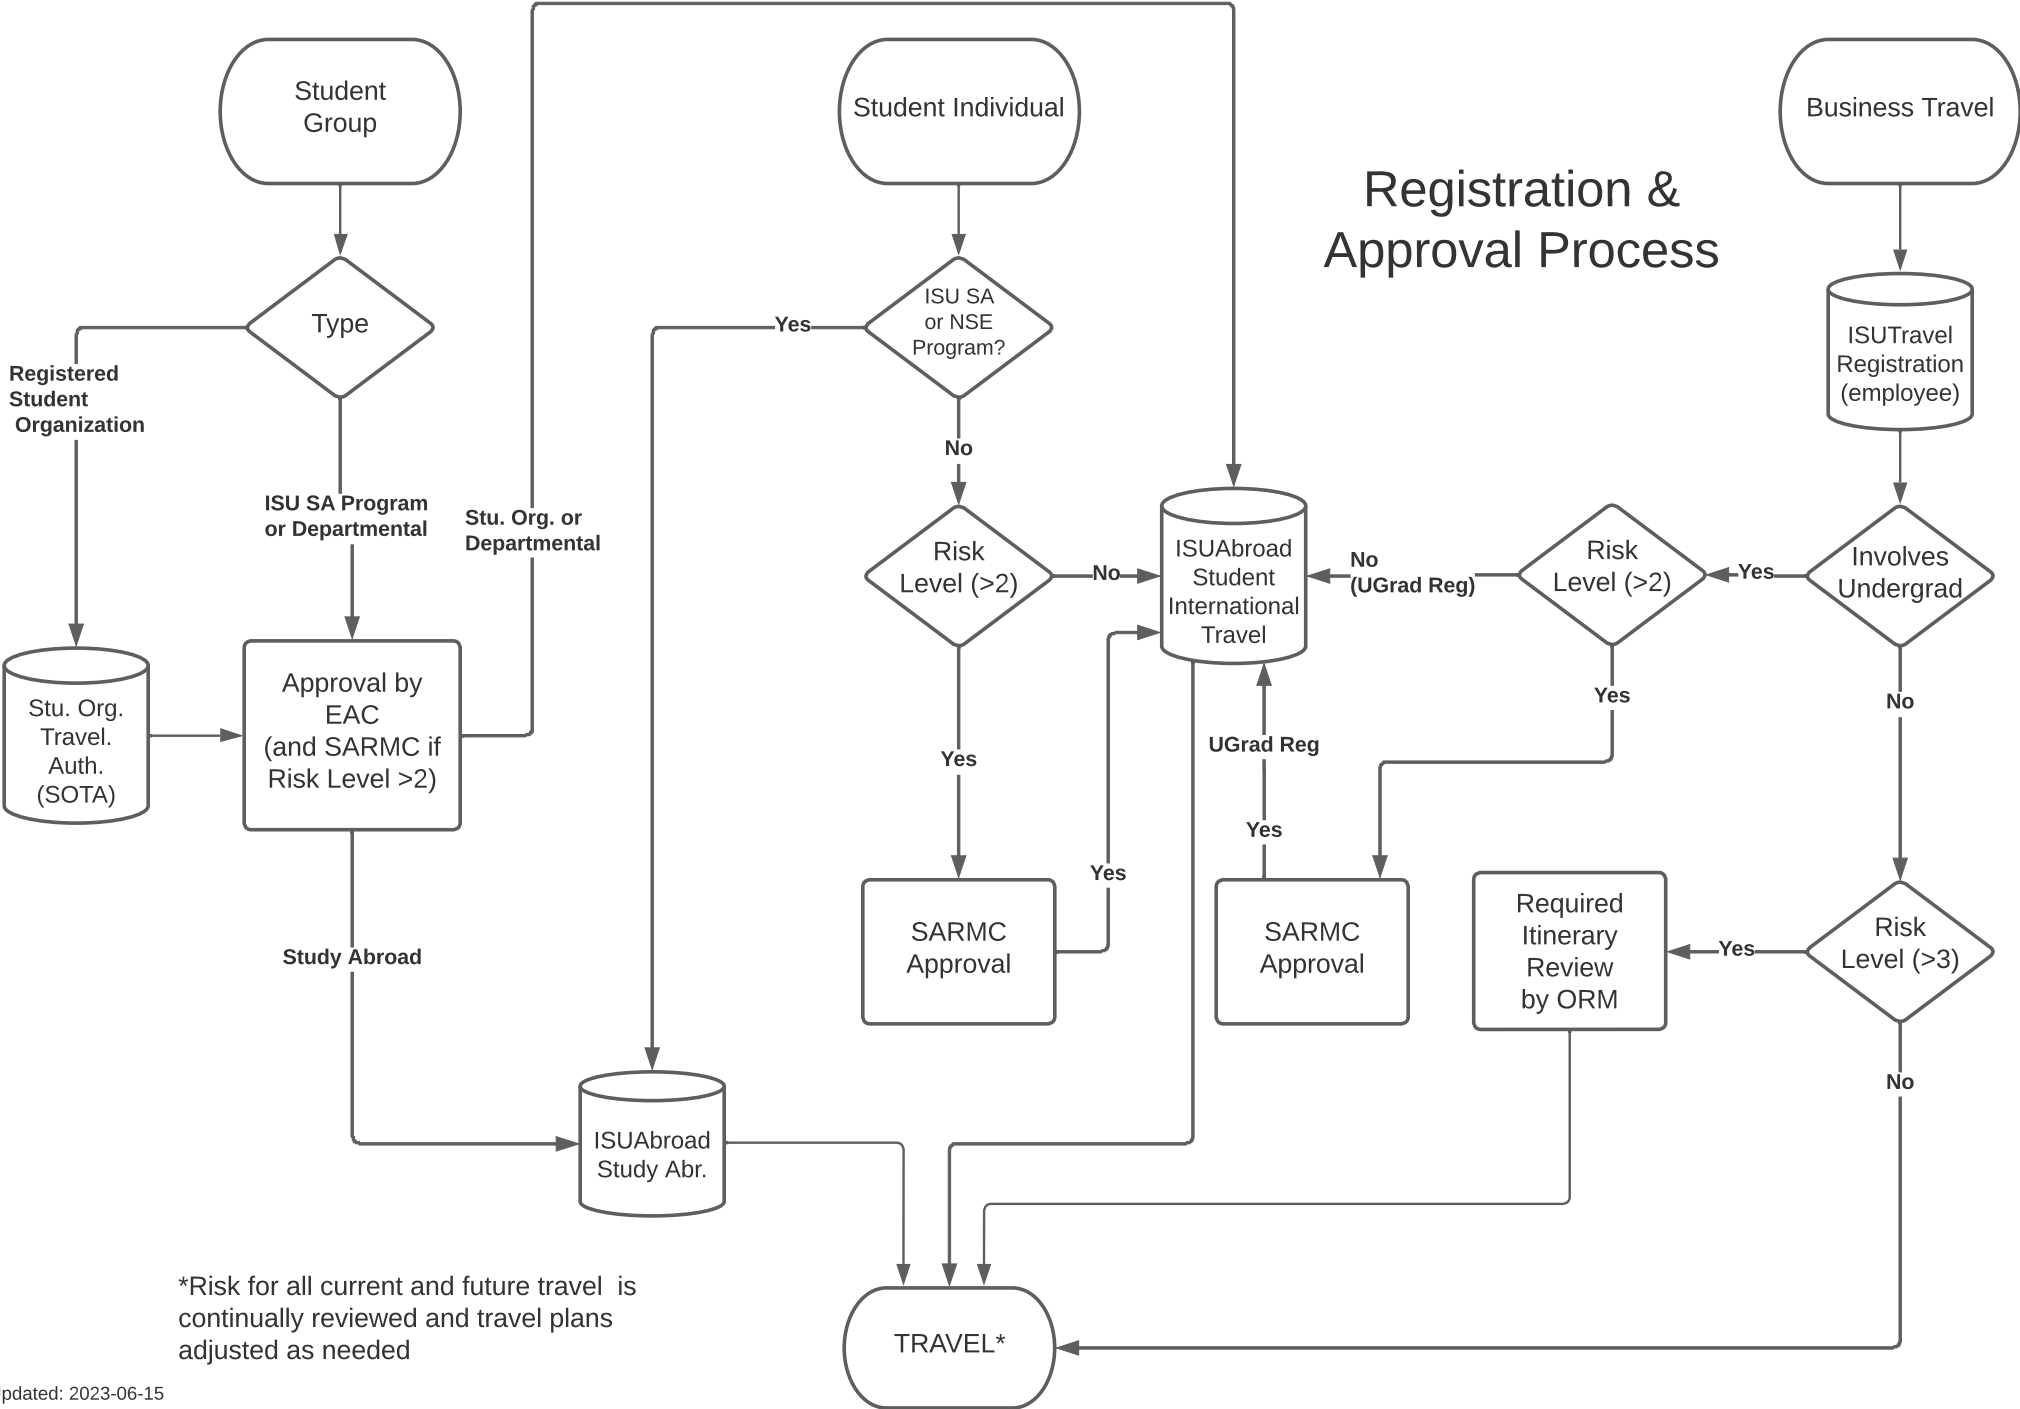 Student
Group
Student Individual
Business Travel
Registration &
Approval Process
Type
ISU SA
or NSE
Program?
Yes
ISUTravel
Registration
(employee)
Registered
Student
Organization
No
ISU SA Program
or Departmental
Stu. Org. or
Departmental
Risk
Level (>2)
No
ISUAbroad
Student
International
Travel
No
(UGrad Reg)
Risk
Level (>2)
Yes
Involves
Undergrad
Stu. Org.
Travel.
Auth.
(SOTA)
Approval by
EAC
(and SARMC if
Risk Level >2)
Yes
No
Yes
UGrad Reg
Yes
Yes
SARMC
Approval
SARMC
Approval
Required
Itinerary
Review
by ORM
Yes
Risk
Level (>3)
Study Abroad
No
ISUAbroad
Study Abr.
*Risk for all current and future travel  is
continually reviewed and travel plans
adjusted as needed
TRAVEL*
pdated: 2023-06-15